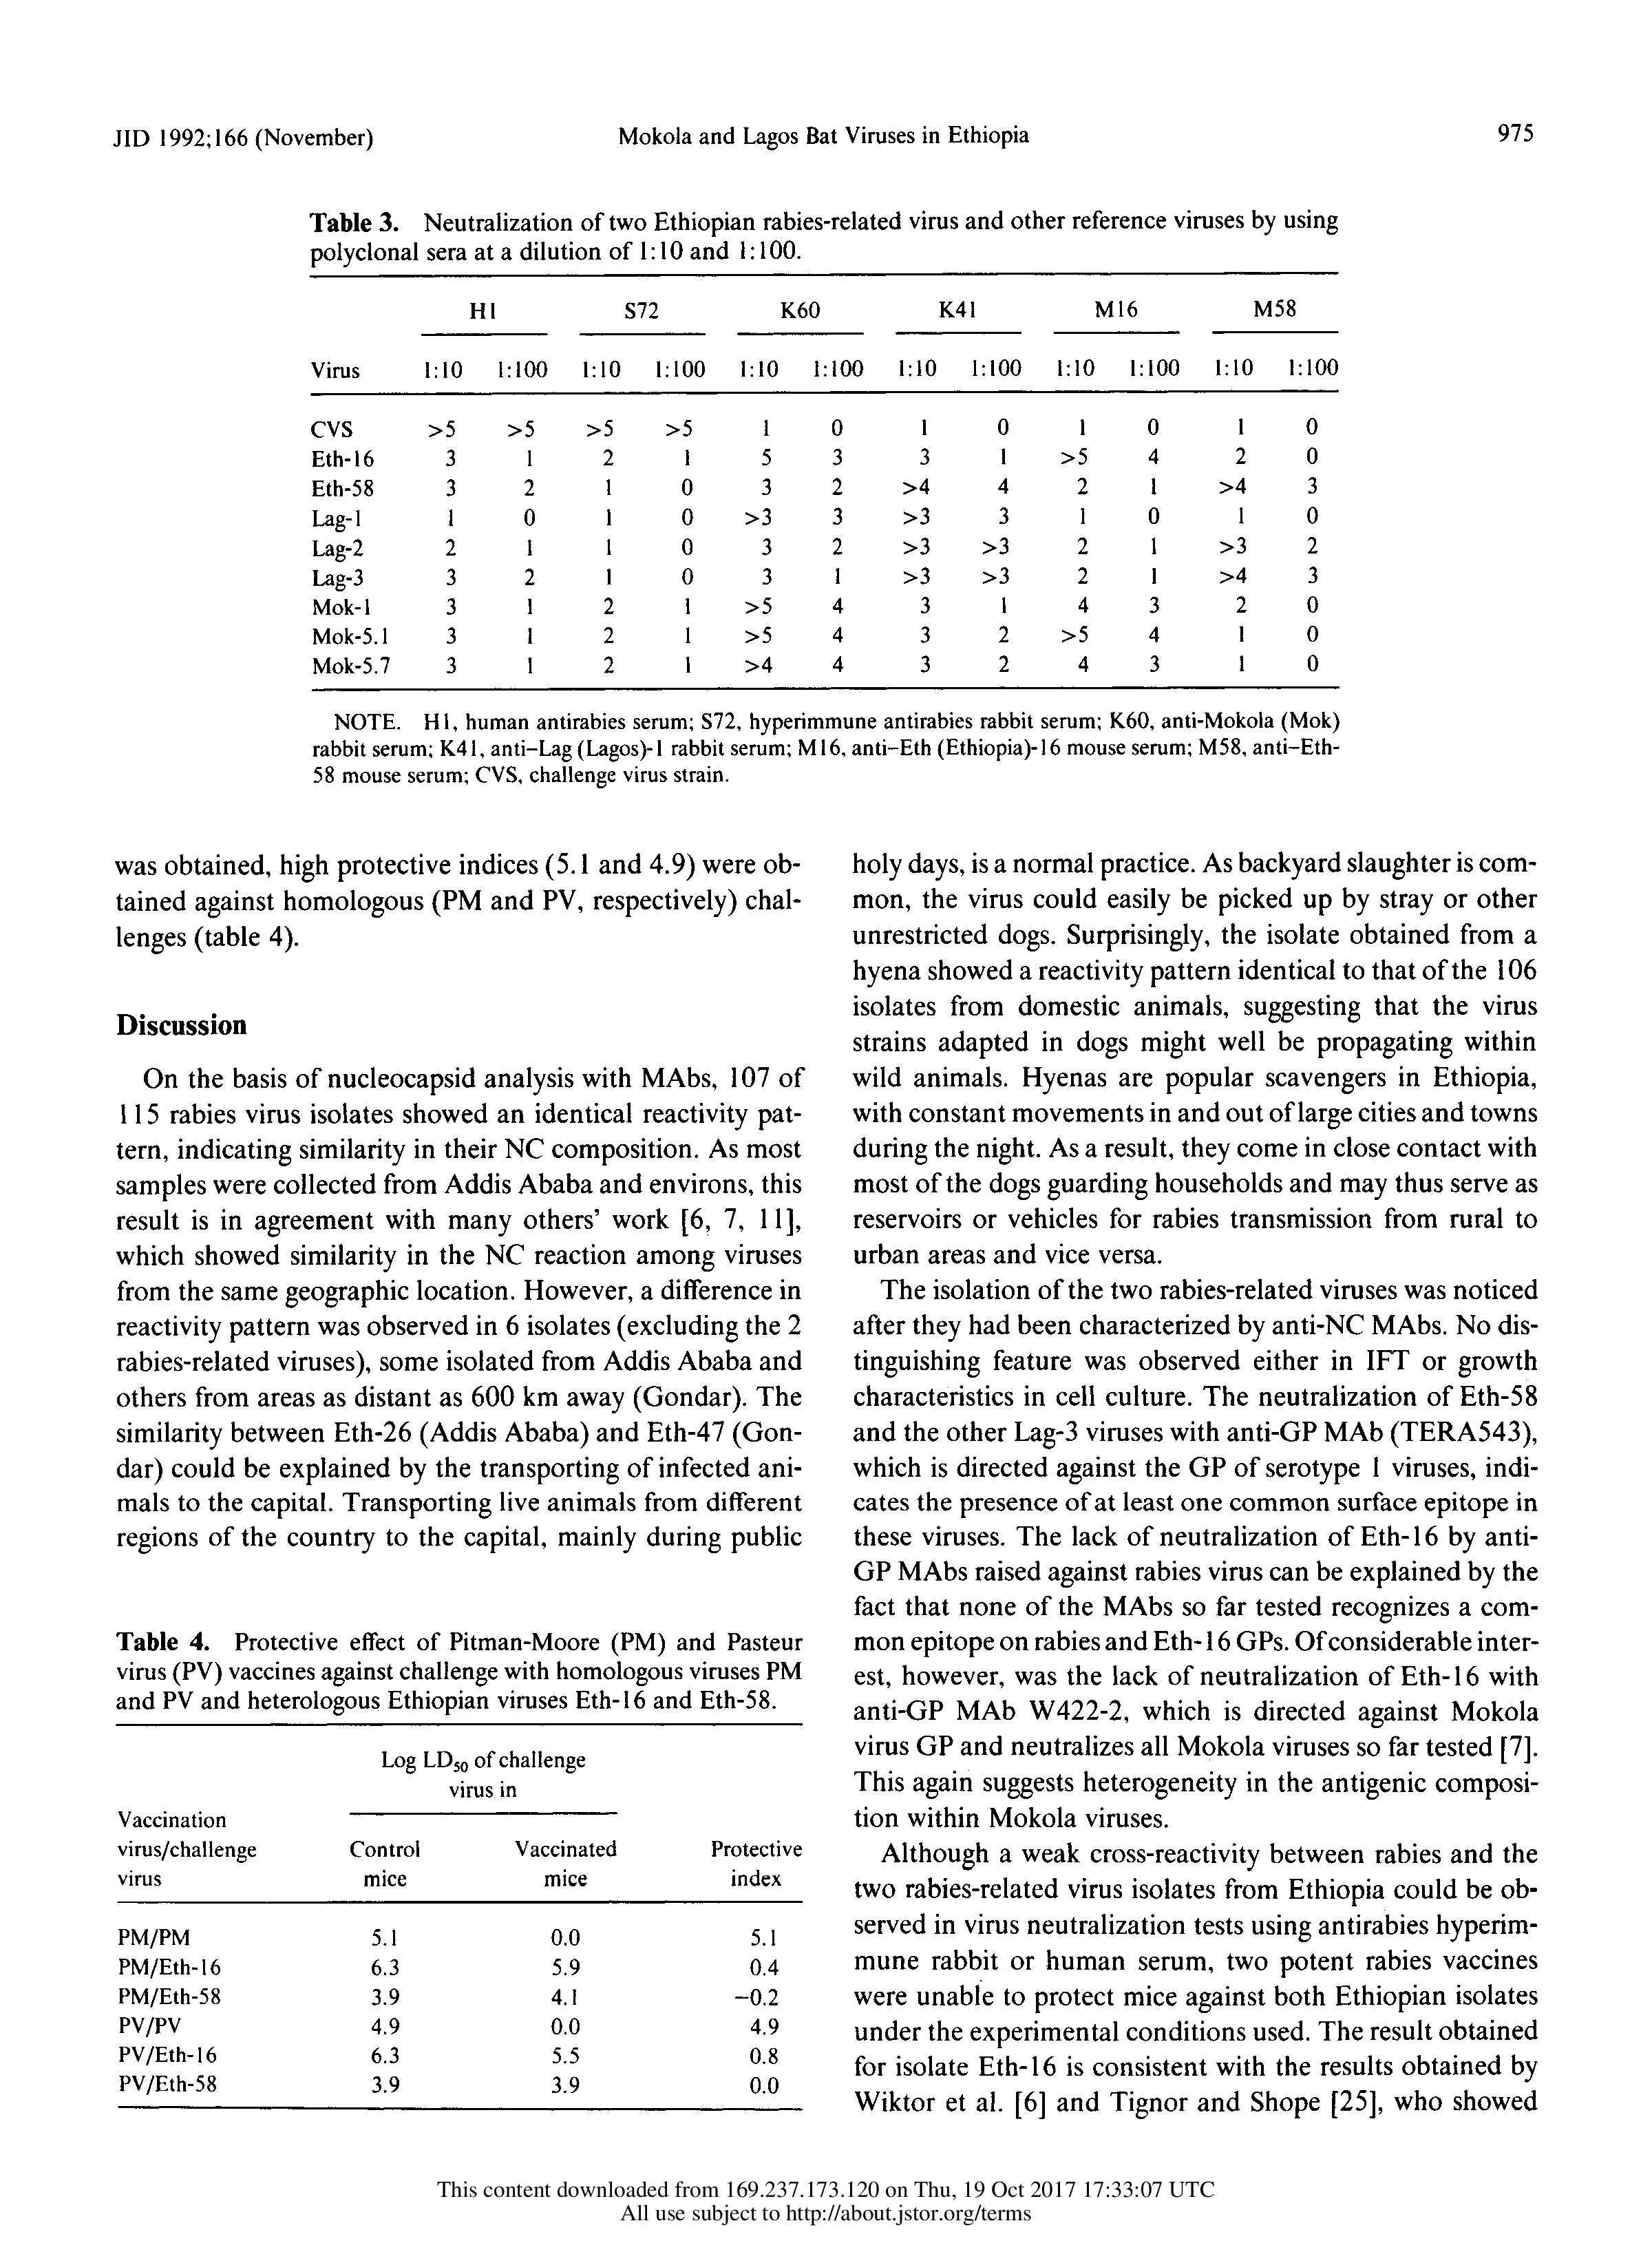 JID 1992;166 (November)
Mokola and Lagos Bat Viruses in Ethiopia
975
Table 3. Neutralization of two Ethiopian rabies-related virus and other reference viruses by using
polyclonal sera at a dilution of 1:10 and 1:100.
H1 S72 K60 K41 M16 M58
Virus 1:10 1:100 1:10 1:100 1:10 1:100 1:10 1:100 1:10 1:100 1:10 1:100
CVS >5 >5 >5 >5 1 0 1 0 1 0 1 0
Eth-16 3 1 2 1 5 3 3 1 >5 4 2 0
Eth-58 3 2 1 0 3 2 >4 4 2 1 >4 3
Lag-1 1 0 1 0 >3 3 >3 3 1 0 1 0
Lag-2 2 1 1 0 3 2 >3 >3 2 1 >3 2
Lag-3 3 2 1 0 3 1 >3 >3 2 1 >4 3
Mok-1 3 1 2 1 >5 4 3 1 4 3 2 0
Mok-5.1 3 1 2 1 >5 4 3 2 >5 4 1 0
Mok-5.7 3 1 2 1 >4 4 3 2 4 3 1 0
NOTE. H1, human antirabies serum; S72, hyperimmune antirabies rabbit serum; K60, anti-Mokola (Mok)
rabbit serum; K41, anti–Lag (Lagos)-1 rabbit serum; M16, anti–Eth (Ethiopia)-16 mouse serum; M58, anti–Eth-
58 mouse serum; CVS, challenge virus strain.
was obtained, high protective indices (5.1 and 4.9) were ob-
tained against homologous (PM and PV, respectively) chal-
lenges (table 4).
Discussion
On the basis of nucleocapsid analysis with MAbs, 107 of
115 rabies virus isolates showed an identical reactivity pat-
tern, indicating similarity in their NC composition. As most
samples were collected from Addis Ababa and environs, this
result is in agreement with many others' work [6, 7, 11],
which showed similarity in the NC reaction among viruses
from the same geographic location. However, a difference in
reactivity pattern was observed in 6 isolates (excluding the 2
rabies-related viruses), some isolated from Addis Ababa and
others from areas as distant as 600 km away (Gondar). The
similarity between Eth-26 (Addis Ababa) and Eth-47 (Gon-
dar) could be explained by the transporting of infected ani-
mals to the capital. Transporting live animals from different
regions of the country to the capital, mainly during public
Table 4. Protective effect of Pitman-Moore (PM) and Pasteur
virus (PV) vaccines against challenge with homologous viruses PM
and PV and heterologous Ethiopian viruses Eth-16 and Eth-58.
Log LD50 of challenge
virus in
Vaccination
virus/challenge Control Vaccinated Protective
virus mice mice index
PM/PM 5.1 0.0 5.1
PM/Eth-16 6.3 5.9 0.4
PM/Eth-58 3.9 4.1 −0.2
PV/PV 4.9 0.0 4.9
PV/Eth-16 6.3 5.5 0.8
PV/Eth-58 3.9 3.9 0.0
holy days, is a normal practice. As backyard slaughter is com-
mon, the virus could easily be picked up by stray or other
unrestricted dogs. Surprisingly, the isolate obtained from a
hyena showed a reactivity pattern identical to that of the 106
isolates from domestic animals, suggesting that the virus
strains adapted in dogs might well be propagating within
wild animals. Hyenas are popular scavengers in Ethiopia,
with constant movements in and out of large cities and towns
during the night. As a result, they come in close contact with
most of the dogs guarding households and may thus serve as
reservoirs or vehicles for rabies transmission from rural to
urban areas and vice versa.
The isolation of the two rabies-related viruses was noticed
after they had been characterized by anti-NC MAbs. No dis-
tinguishing feature was observed either in IFT or growth
characteristics in cell culture. The neutralization of Eth-58
and the other Lag-3 viruses with anti-GP MAb (TERA543),
which is directed against the GP of serotype 1 viruses, indi-
cates the presence of at least one common surface epitope in
these viruses. The lack of neutralization of Eth-16 by anti-
GP MAbs raised against rabies virus can be explained by the
fact that none of the MAbs so far tested recognizes a com-
mon epitope on rabies and Eth-16 GPs. Of considerable inter-
est, however, was the lack of neutralization of Eth-16 with
anti-GP MAb W422-2, which is directed against Mokola
virus GP and neutralizes all Mokola viruses so far tested [7].
This again suggests heterogeneity in the antigenic composi-
tion within Mokola viruses.
Although a weak cross-reactivity between rabies and the
two rabies-related virus isolates from Ethiopia could be ob-
served in virus neutralization tests using antirabies hyperim-
mune rabbit or human serum, two potent rabies vaccines
were unable to protect mice against both Ethiopian isolates
under the experimental conditions used. The result obtained
for isolate Eth-16 is consistent with the results obtained by
Wiktor et al. [6] and Tignor and Shope [25], who showed
This content downloaded from 169.237.173.120 on Thu, 19 Oct 2017 17:33:07 UTC
All use subject to http://about.jstor.org/terms